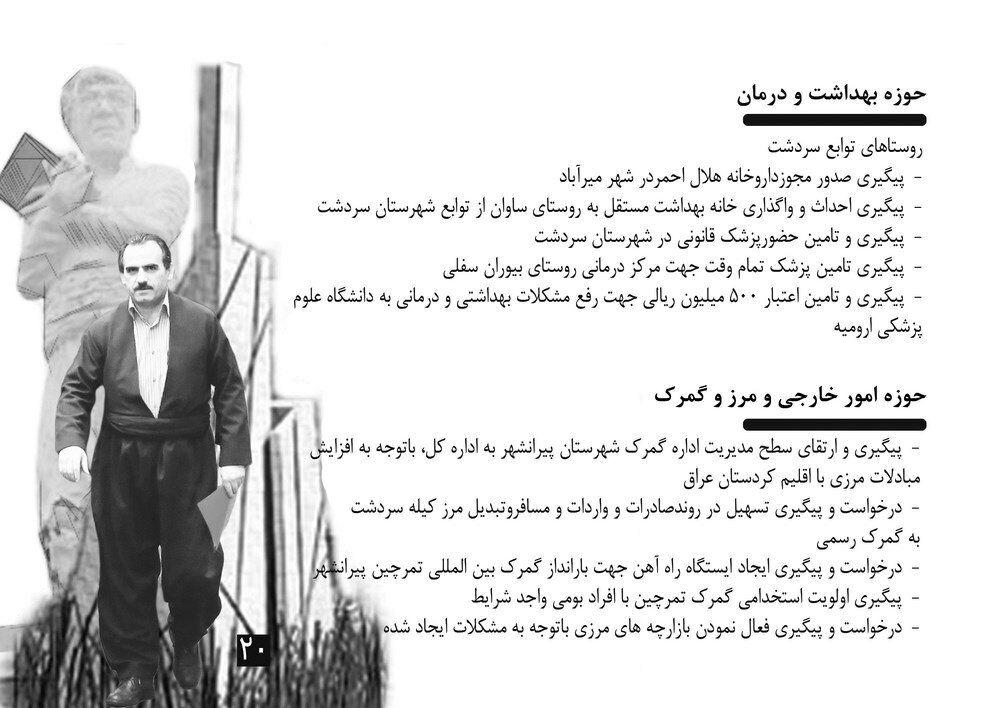 حوزه بهداشت و درمان
روستاهای توابع سردشت
- پیگیری صدور مجوزداروخانه هلال احمردر شهر میرآباد
- پیگیری احداث و واگذاری خانه بهداشت مستقل به روستای ساوان از توابع شهرستان سردشت
- پیگیری و تامین حضورپزشک قانونی در شهرستان سردشت
- پیگیری تامین پزشک تمام وقت جهت مرکز درمانی روستای بیوران سفلی
- پیگیری و تامین اعتبار ۵۰۰ میلیون ریالی جهت رفع مشکلات بهداشتی و درمانی به دانشگاه علوم
پزشکی ارومیه
حوزه امور خارجی و مرز و گمرک
- پیگیری و ارتقای سطح مدیریت اداره گمرک شهرستان پیرانشهر به اداره کل، باتوجه به افزایش
مبادلات مرزی با اقلیم کردستان عراق
- درخواست و پیگیری تسهیل در روندصادرات و واردات و مسافروتبدیل مرز کیله سردشت
به گمرک رسمی
- درخواست و پیگیری ایجاد ایستگاه راه آهن جهت بارانداز گمرک بین المللی تمرچین پیرانشهر
- پیگیری اولویت استخدامی گمرک تمرچین با افراد بومی واجد شرایط
- درخواست و پیگیری فعال نمودن بازارچه های مرزی باتوجه به مشکلات ایجاد شده
۲۰